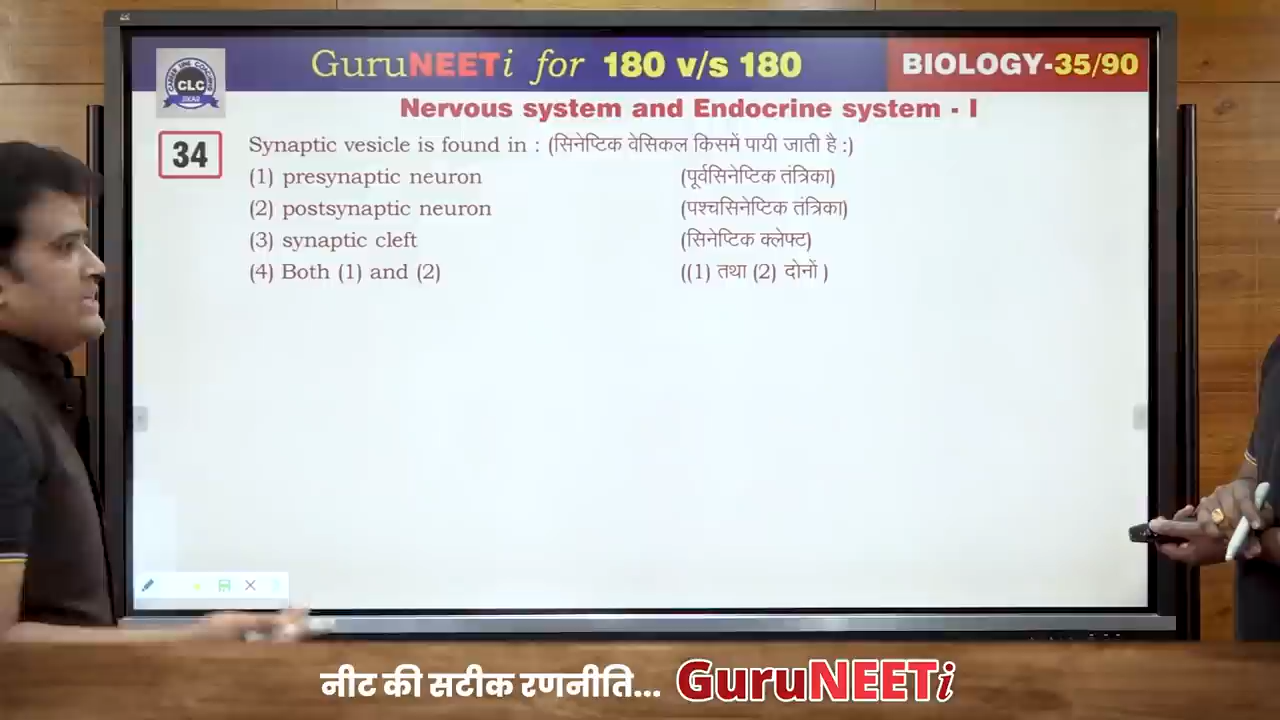 GuruNEETi for 180 v/s 180
BIOLOGY-35/90
CLC
Nervous system and Endocrine system - I
34
Synaptic vesicle is found in : (सिनेप्टिक वेसिकल किसमें पायी जाती है :)
(1) presynaptic neuron (पूर्वसिनेप्टिक तंत्रिका)
(2) postsynaptic neuron (पश्चसिनेप्टिक तंत्रिका)
(3) synaptic cleft (सिनेप्टिक क्लेफ्ट)
(4) Both (1) and (2) ((1) तथा (2) दोनों )
नीट की सटीक रणनीति... GuruNEETi